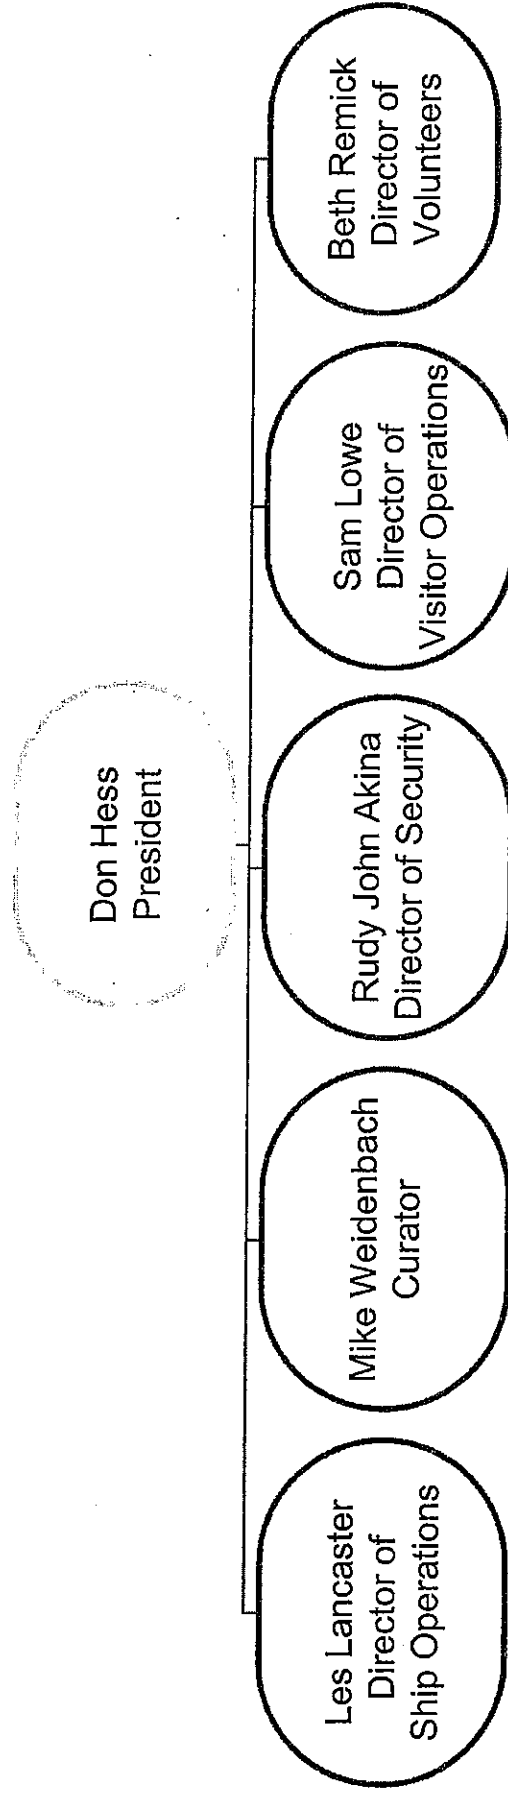 Don Hess
President
Les Lancaster
Director of
Ship Operations
Mike Weidenbach
Curator
Rudy John Akina
Director of Security
Sam Lowe
Director of
Visitor Operations
Beth Remick
Director of
Volunteers